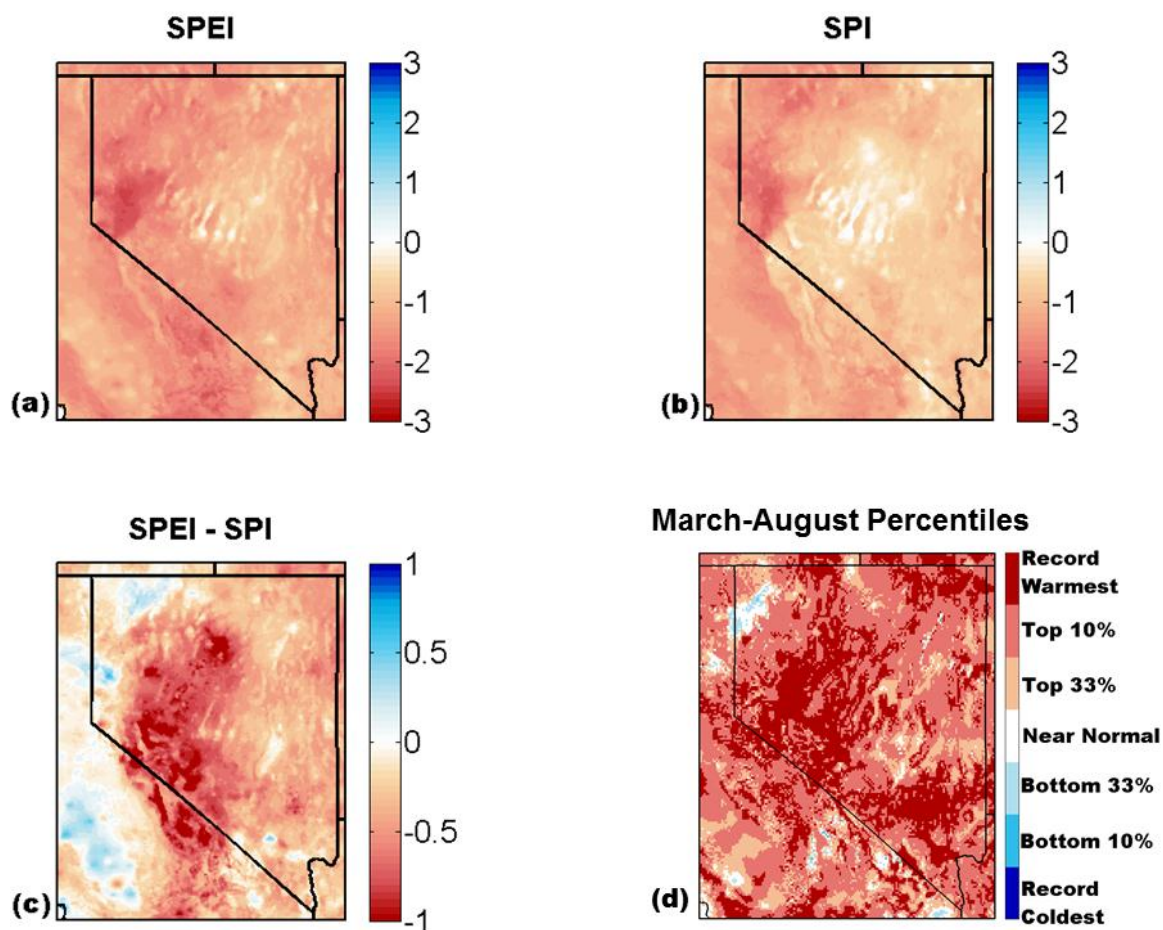 SPEI
SPI
3
2
1
0
-1
-2
-3
(a)
3
2
1
0
-1
-2
-3
(b)
SPEI - SPI
March-August Percentiles
1
0.5
0
-0.5
-1
(c)
Record
Warmest
Top 10%
Top 33%
Near Normal
Bottom 33%
Bottom 10%
Record
Coldest
(d)